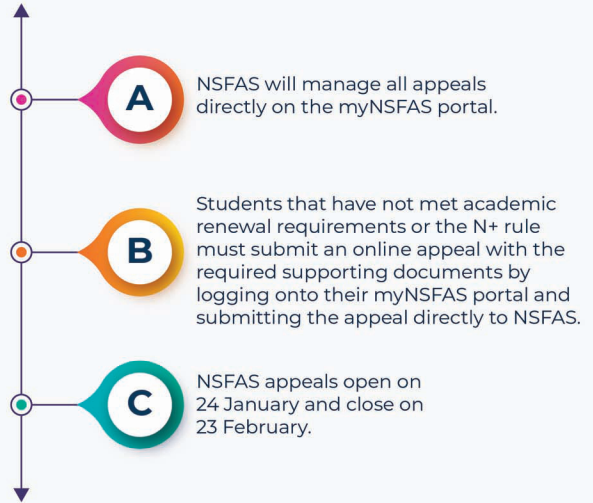 A
NSFAS will manage all appeals
directly on the myNSFAS portal.
B
Students that have not met academic
renewal requirements or the N+ rule
must submit an online appeal with the
required supporting documents by
logging onto their myNSFAS portal and
submitting the appeal directly to NSFAS.
C
NSFAS appeals open on
24 January and close on
23 February.